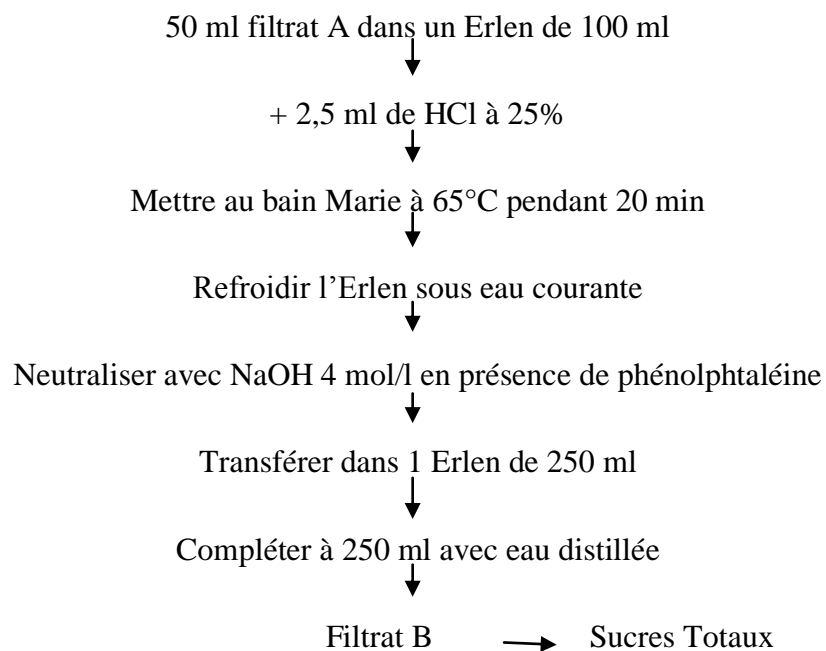 50 ml filtrat A dans un Erlen de 100 ml
+ 2,5 ml de HCl à 25%
Mettre au bain Marie à 65°C pendant 20 min
Refroidir l’Erlen sous eau courante
Neutraliser avec NaOH 4 mol/l en présence de phénolphtaléine
Transférer dans 1 Erlen de 250 ml
Compléter à 250 ml avec eau distillée
Filtrat B Sucres Totaux